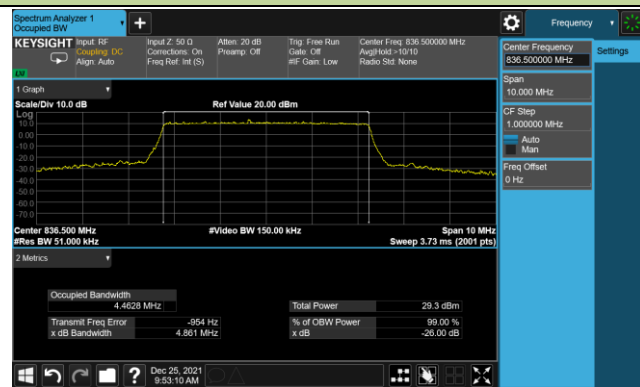 Spectrum Analyzer 1
Occupied BW
Frequency
KEYSIGHT
Input: RF
Coupling: DC
Align: Auto
Input Z: 50 Ω
Corrections: On
Freq Ref: Int (S)
Atten: 20 dB
Preamp: Off
Trig: Free Run
Gate: Off
#IF Gain: Low
Center Freq: 836.500000 MHz
Avg|Hold:>10/10
Radio Std: None
Center Frequency
836.500000 MHz
Settings
Span
10.000 MHz
CF Step
1.000000 MHz
Auto
Man
Freq Offset
0 Hz
1 Graph
Scale/Div 10.0 dB
Ref Value 20.00 dBm
Log
10.0
0.00
-10.0
-20.0
-30.0
-40.0
-50.0
-60.0
-70.0
Center 836.500 MHz
#Video BW 150.00 kHz
Span 10 MHz
#Res BW 51.000 kHz
Sweep 3.73 ms (2001 pts)
2 Metrics
Occupied Bandwidth
4.4628 MHz
Total Power 29.3 dBm
Transmit Freq Error -954 Hz
% of OBW Power 99.00 %
x dB Bandwidth 4.861 MHz
x dB -26.00 dB
?
Dec 25, 2021
9:53:10 AM